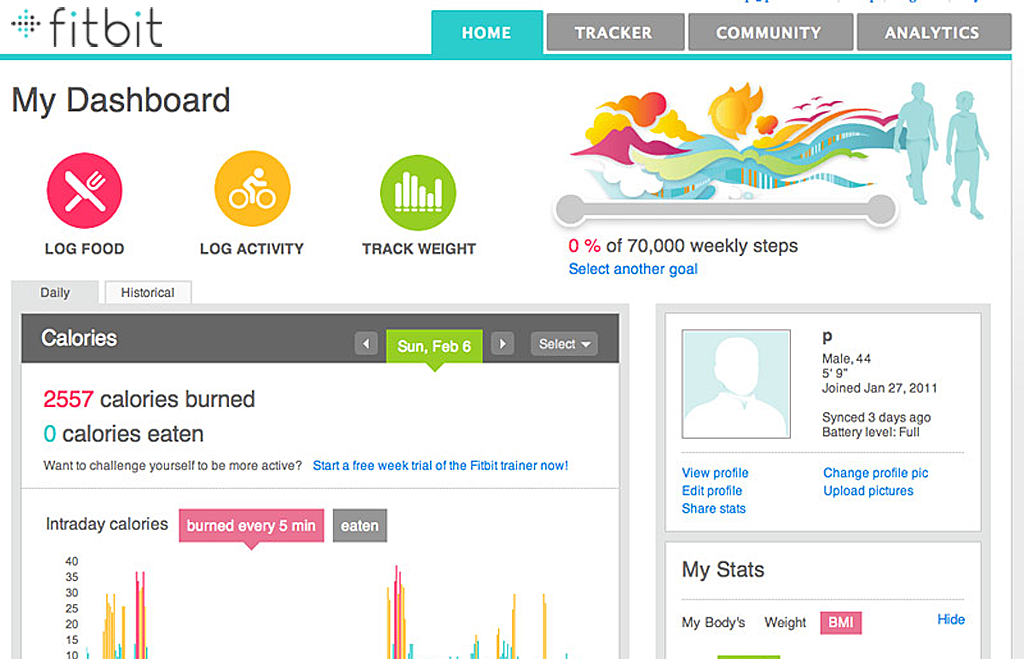 fitbit
HOME
TRACKER
COMMUNITY
ANALYTICS
My Dashboard
LOG FOOD
LOG ACTIVITY
TRACK WEIGHT
0 % of 70,000 weekly steps
Select another goal
Daily
Historical
Calories
Sun, Feb 6
Select
2557 calories burned
0 calories eaten
Want to challenge yourself to be more active? Start a free week trial of the Fitbit trainer now!
Intraday calories
burned every 5 min
eaten
40
35
30
25
20
15
10
p
Male, 44
5' 9"
Joined Jan 27, 2011
Synced 3 days ago
Battery level: Full
View profile
Change profile pic
Edit profile
Upload pictures
Share stats
My Stats
My Body's
Weight
BMI
Hide